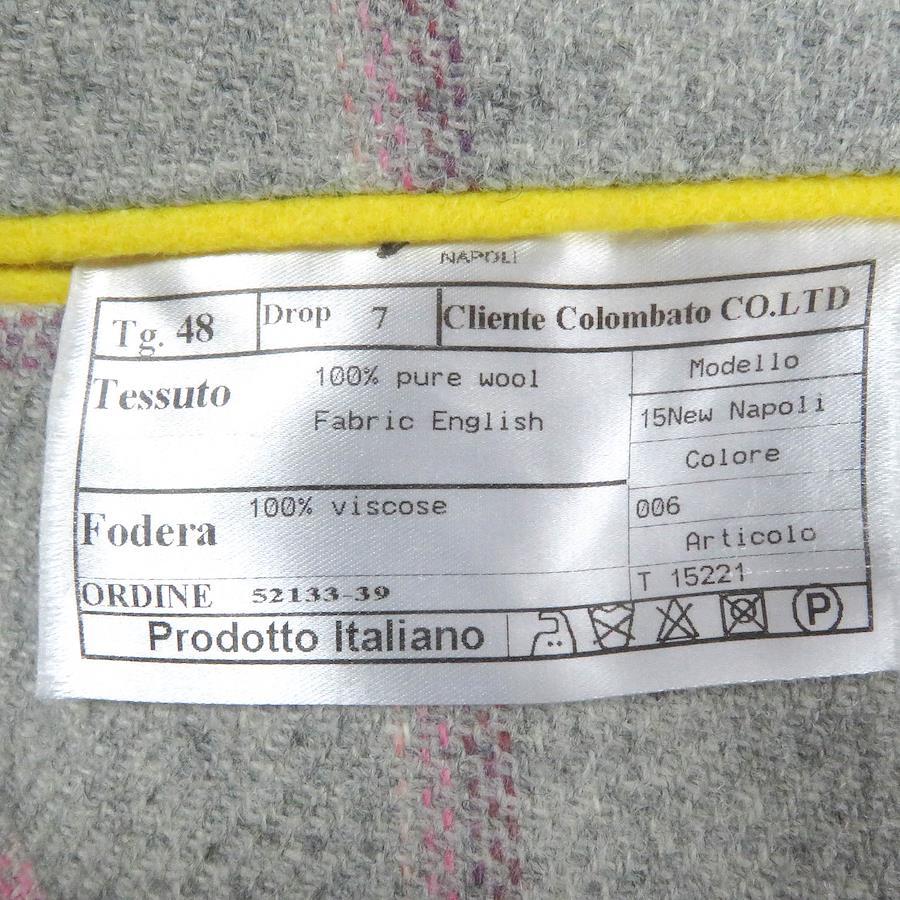 NAPOLI
Tg. 48 Drop 7 Cliente Colombato CO.LTD
Tessuto 100% pure wool
Fabric English
Fodera 100% viscose
ORDINE 52133-39
Modello
15New Napoli
Colore
006
Articolo
T 15221
Prodotto Italiano P